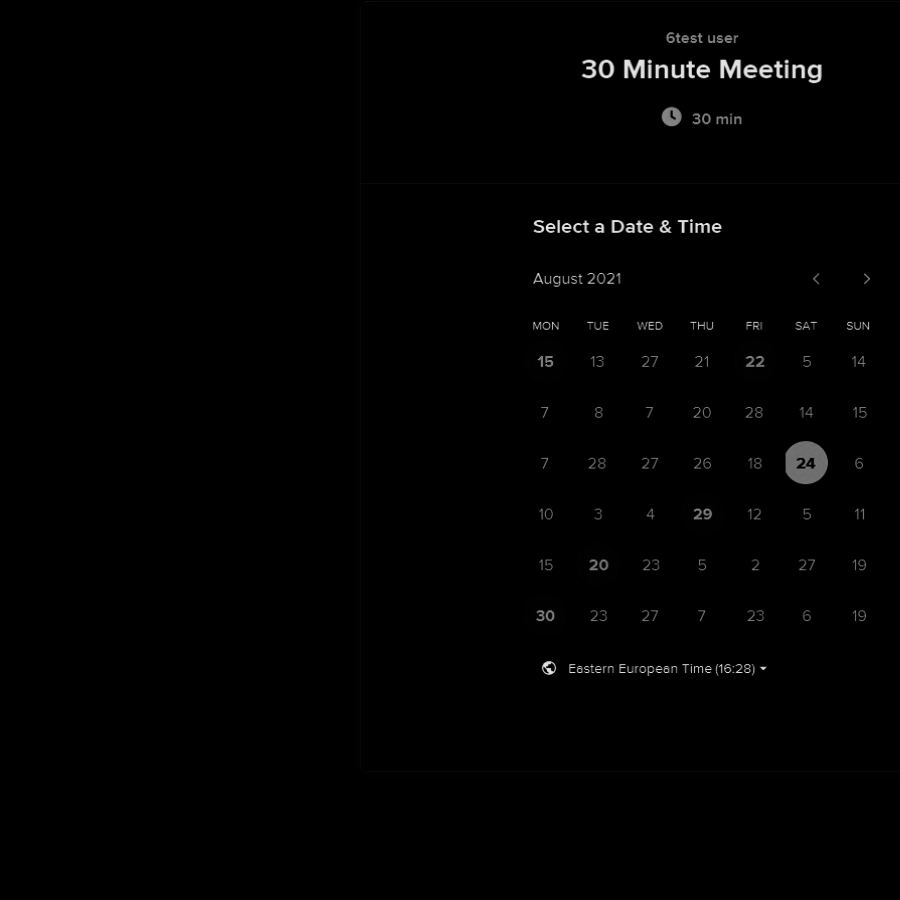 6test user
30 Minute Meeting
30 min
Select a Date & Time
August 2021
MON TUE WED THU FRI SAT SUN
15 13 27 21 22 5 14
7 8 7 20 28 14 15
7 28 27 26 18 24 6
10 3 4 29 12 5 11
15 20 23 5 2 27 19
30 23 27 7 23 6 19
Eastern European Time (16:28)